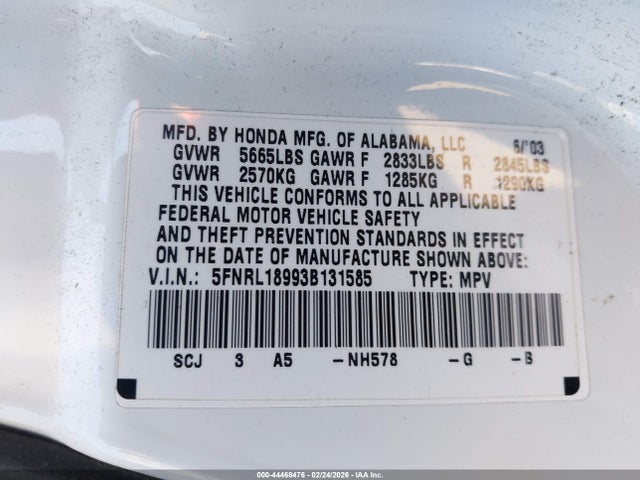 MFD. BY HONDA MFG. OF ALABAMA, LLC 6/03
GVWR 5665LBS GAWR F 2833LBS R 2845LBS
GVWR 2570KG GAWR F 1285KG R 1290KG
THIS VEHICLE CONFORMS TO ALL APPLICABLE
FEDERAL MOTOR VEHICLE SAFETY
AND THEFT PREVENTION STANDARDS IN EFFECT
ON THE DATE OF MANUFACTURE SHOWN ABOVE.
V.I.N.: 5FNRL18993B131585 TYPE: MPV
SCJ 3 A5 -NH578 -G -B
000-44468476 - 02/24/2026 - IAA Inc.